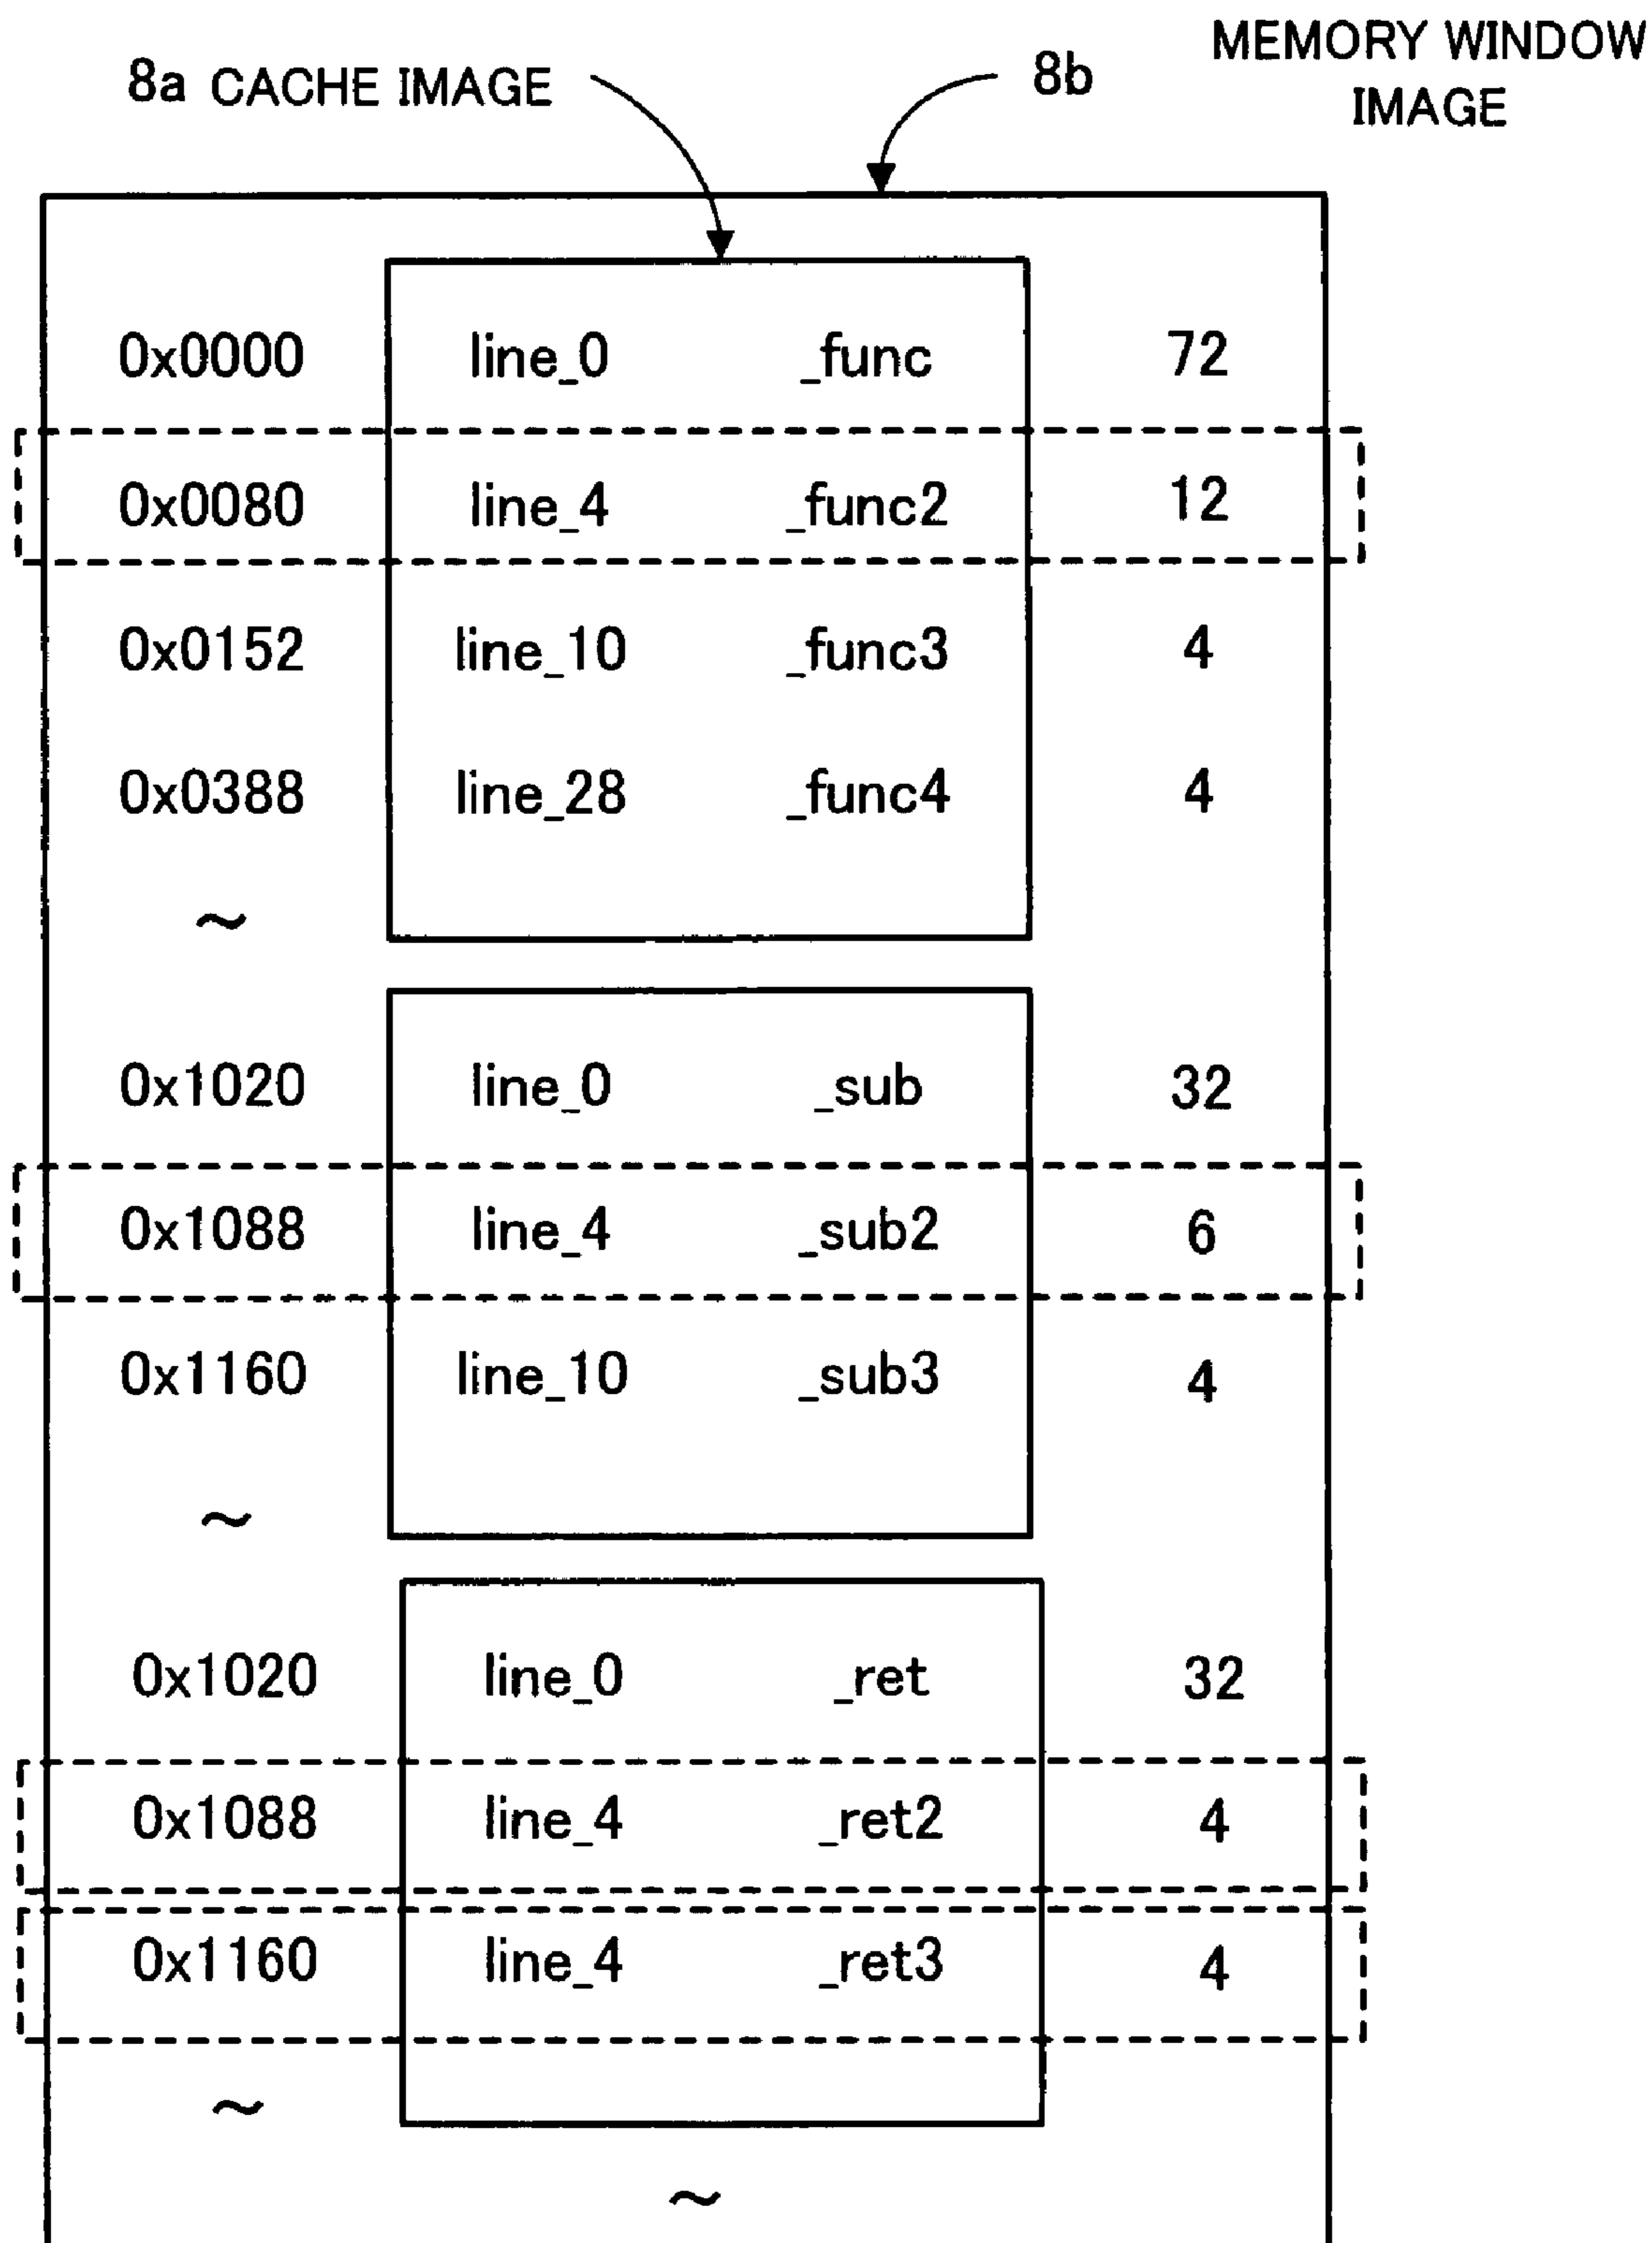 MEMORY WINDOW
IMAGE
8a CACHE IMAGE
8b
0x0000 line_0 _func 72
0x0080 line_4 _func2 12
0x0152 line_10 _func3 4
0x0388 line_28 _func4 4
~
0x1020 line_0 _sub 32
0x1088 line_4 _sub2 6
0x1160 line_10 _sub3 4
~
0x1020 line_0 _ret 32
0x1088 line_4 _ret2 4
0x1160 line_4 _ret3 4
~
~